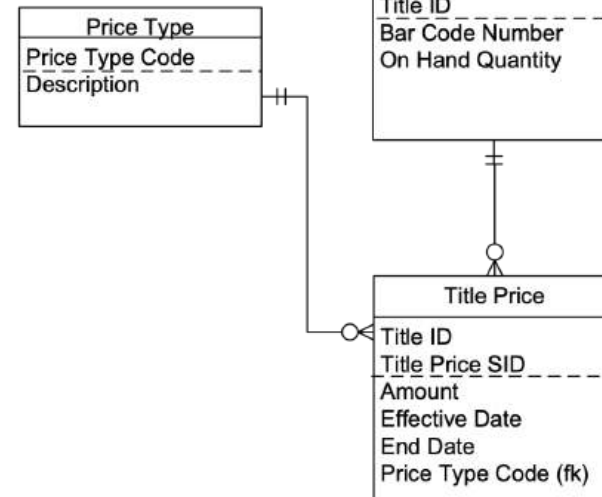 Price Type
Price Type Code
Description
Title ID
Bar Code Number
On Hand Quantity
Title Price
Title ID
Title Price SID
Amount
Effective Date
End Date
Price Type Code (fk)